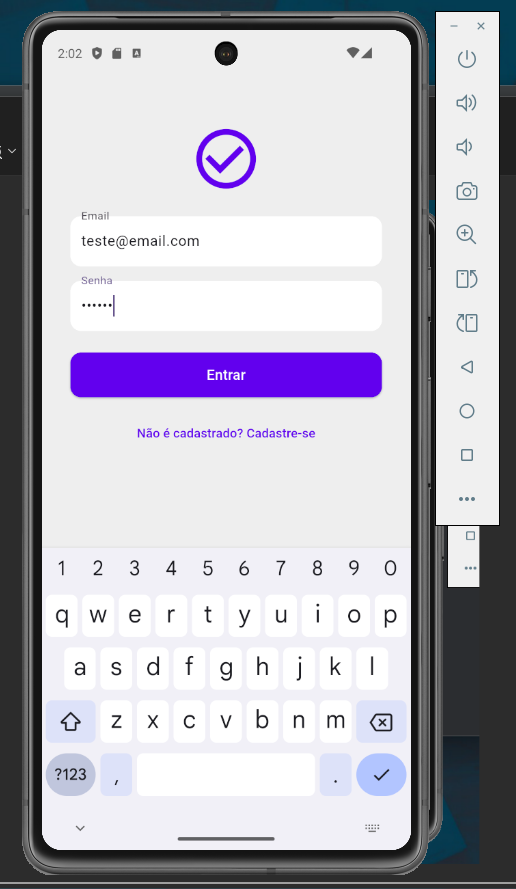 2:02
Email
teste@email.com
Senha
••••••
Entrar
Não é cadastrado? Cadastre-se
1 2 3 4 5 6 7 8 9 0
q w e r t y u i o p
a s d f g h j k l
z x c v b n m
?123 , .